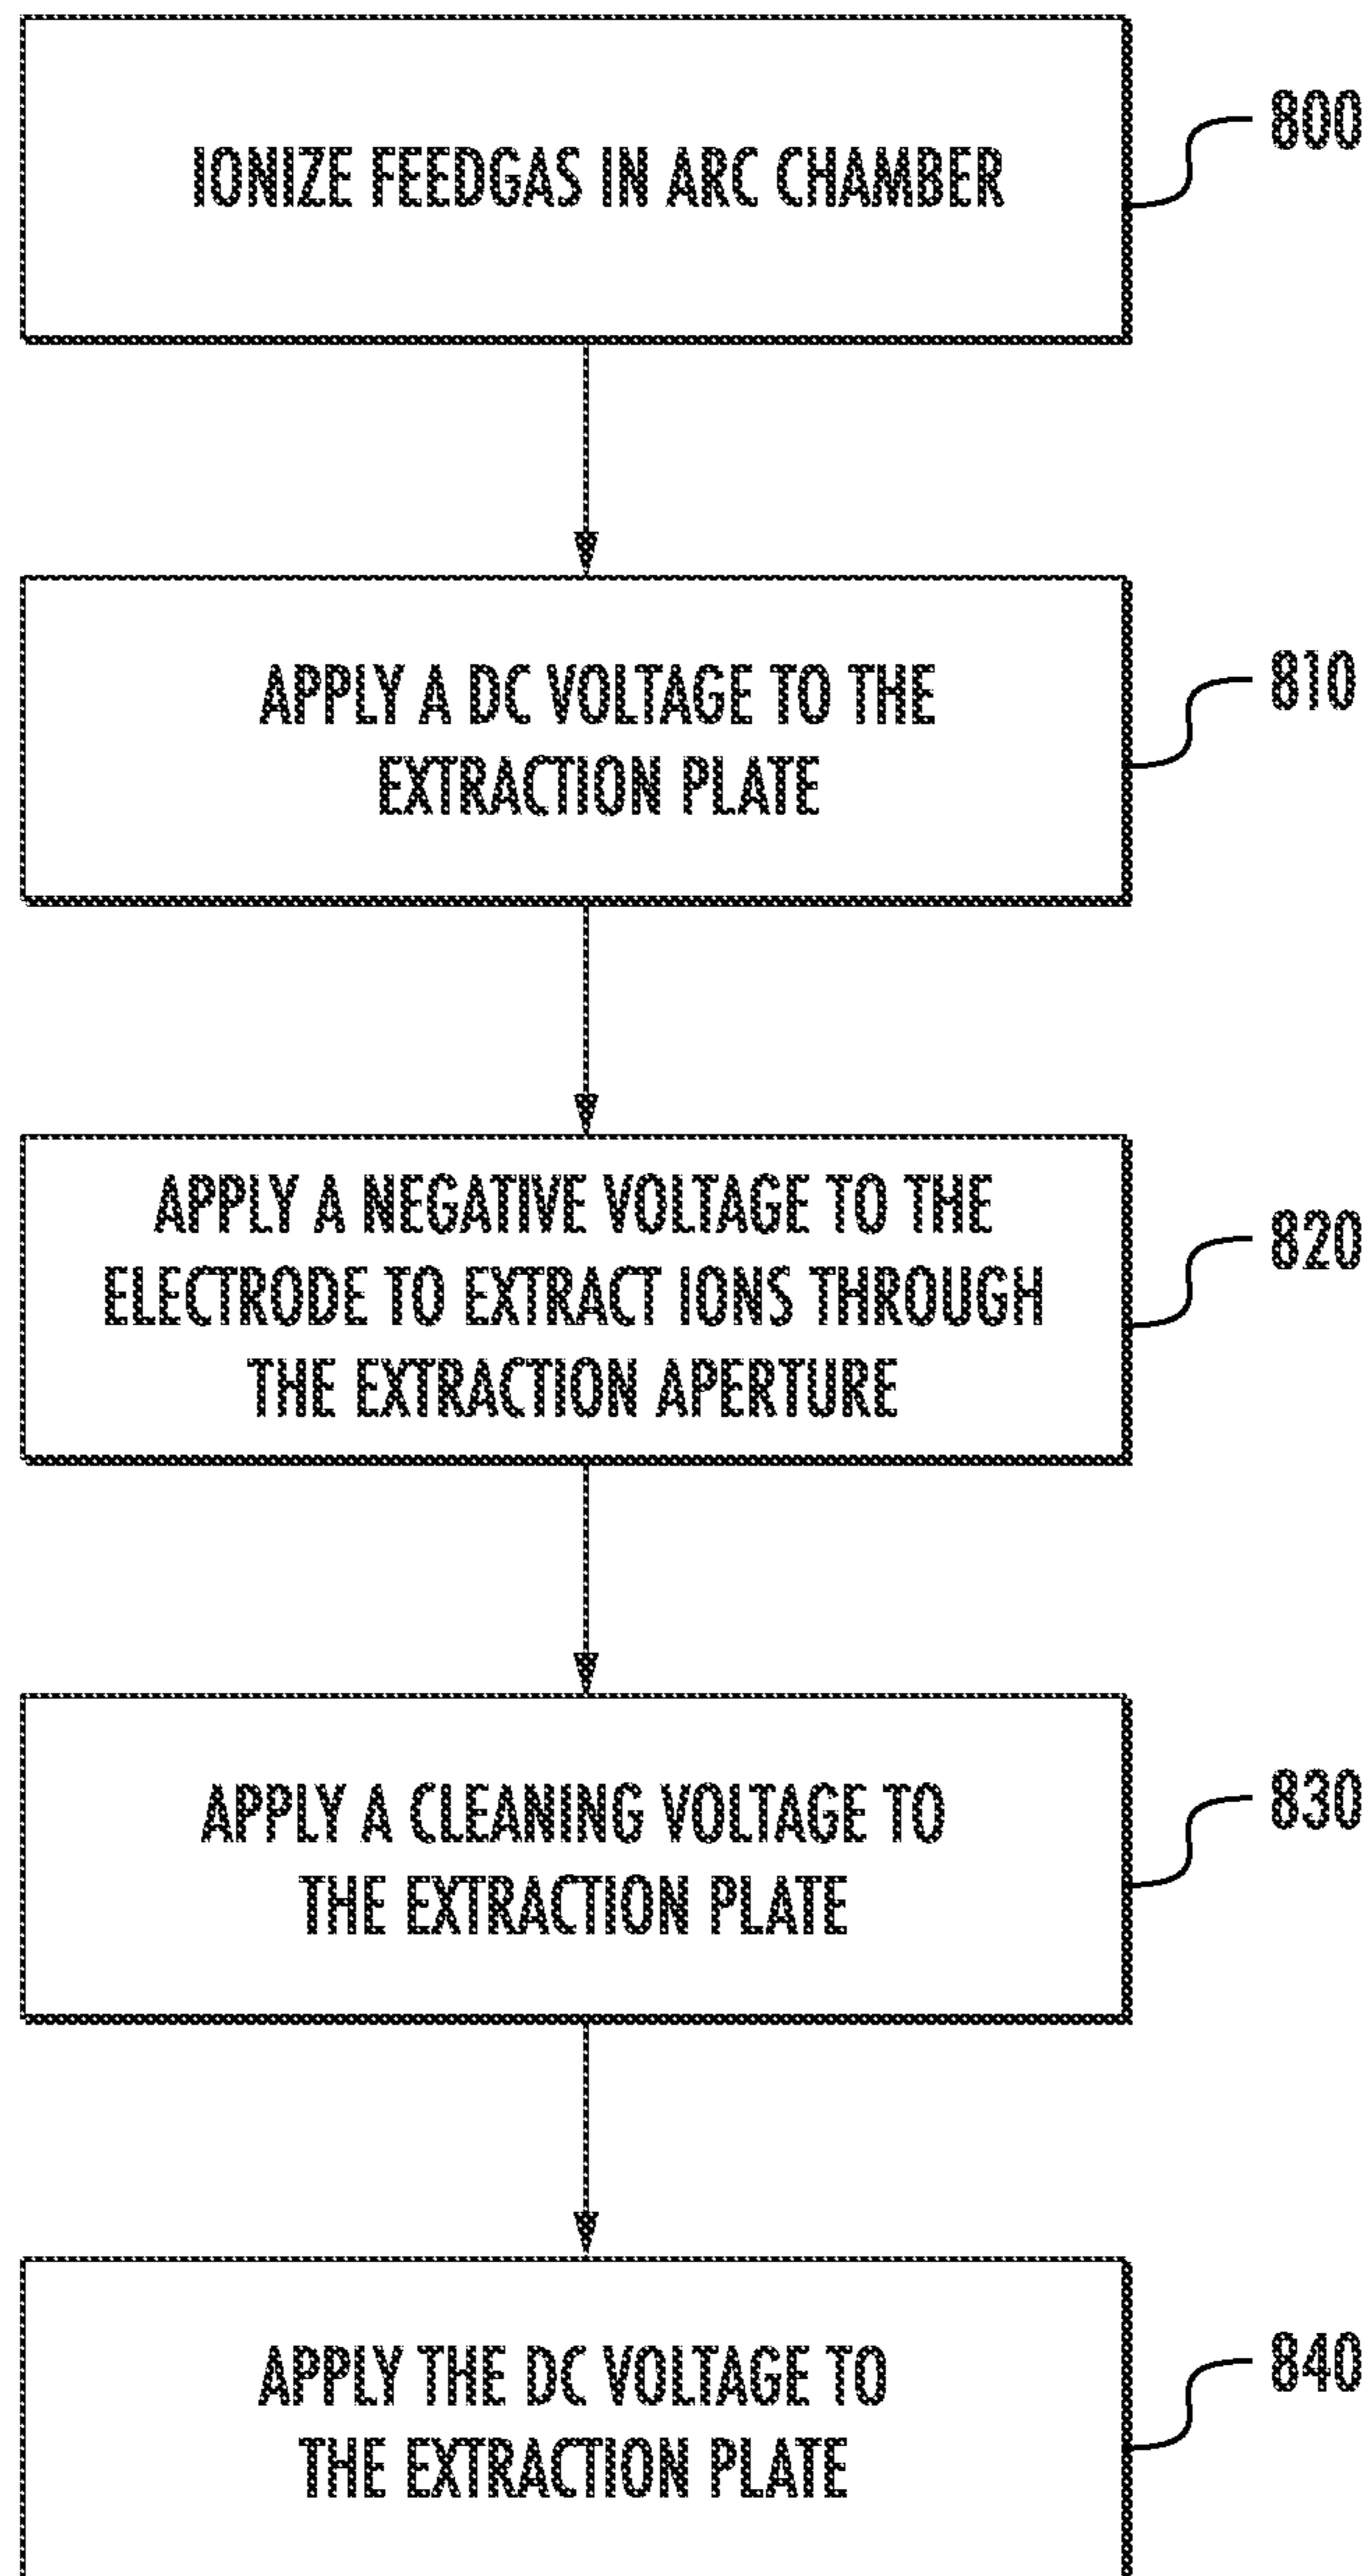 IONIZE FEEDGAS IN ARC CHAMBER
800
APPLY A DC VOLTAGE TO THE
EXTRACTION PLATE
810
APPLY A NEGATIVE VOLTAGE TO THE
ELECTRODE TO EXTRACT IONS THROUGH
THE EXTRACTION APERTURE
820
APPLY A CLEANING VOLTAGE TO
THE EXTRACTION PLATE
830
APPLY THE DC VOLTAGE TO
THE EXTRACTION PLATE
840